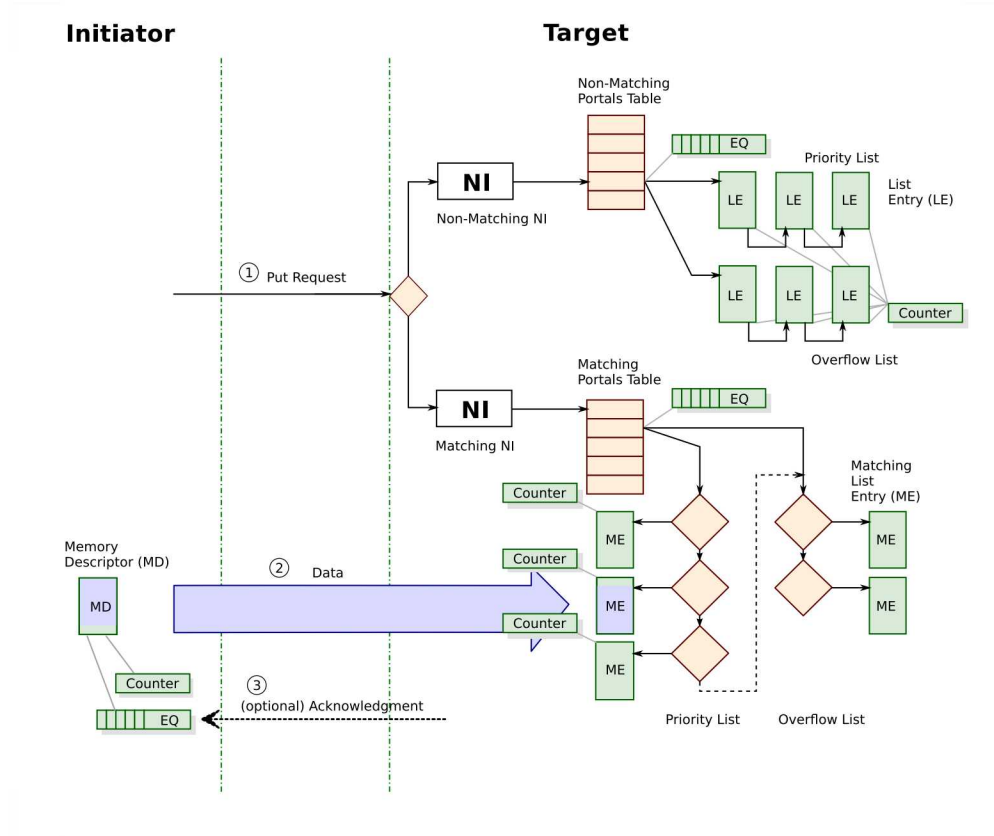 Initiator
Target
Non-Matching
Portals Table
EQ
Priority List
NI
LE
LE
LE
List
Entry (LE)
Non-Matching NI
① Put Request
LE
LE
LE
Counter
Overflow List
Matching
Portals Table
EQ
NI
Matching NI
Matching
List
Entry (ME)
Counter
ME
ME
Memory
Descriptor (MD)
Counter
② Data
MD
ME
ME
Counter
ME
Counter
③
(optional) Acknowledgment
EQ
Priority List
Overflow List